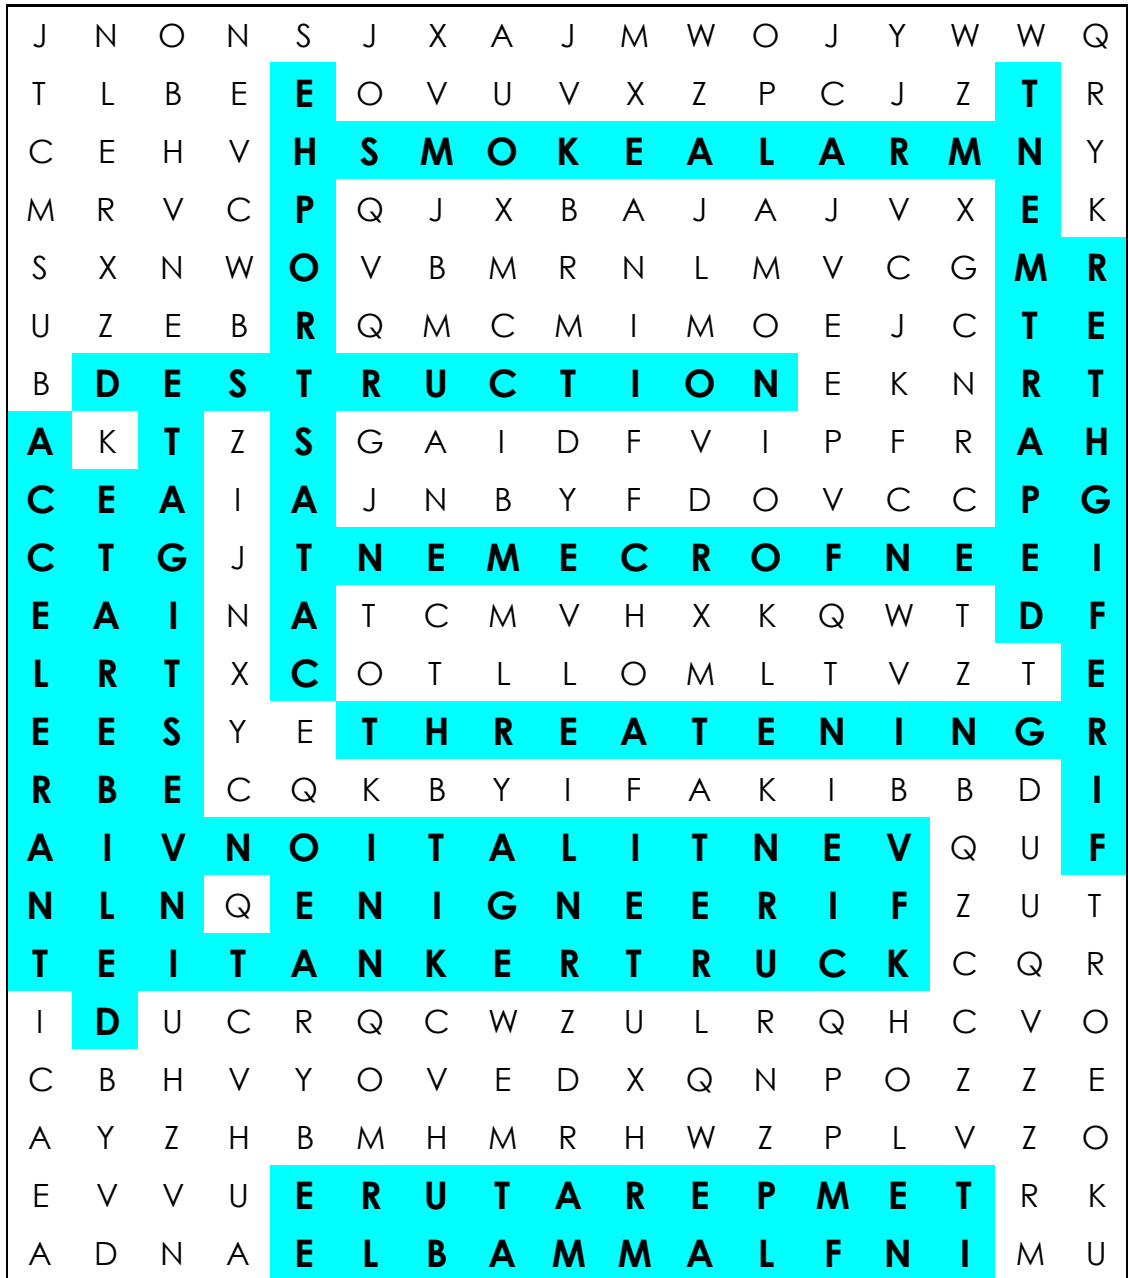 J N O N S J X A J M W O J Y W W Q
T L B E E O V U V X Z P C J Z T R
C E H V H S M O K E A L A R M N Y
M R V C P Q J X B A J A J V X E K
S X N W O V B M R N L M V C G M R
U Z E B R Q M C M I M O E J C T E
B D E S T R U C T I O N E K N R T
A K T Z S G A I D F V I P F R A H
C E A I A J N B Y F D O V C C P G
C T G J T N E M E C R O F N E E I
E A I N A T C M V H X K Q W T D F
L R T X C O T L L O M L T V Z T E
E E S Y E T H R E A T E N I N G R
R B E C Q K B Y I F A K I B B D I
A I V N O I T A L I T N E V Q U F
N L N Q E N I G N E E R I F Z U T
T E I T A N K E R T R U C K C Q R
I D U C R Q C W Z U L R Q H C V O
C B H V Y O V E D X Q N P O Z Z E
A Y Z H B M H M R H W Z P L V Z O
E V V U E R U T A R E P M E T R K
A D N A E L B A M M A L F N I M U